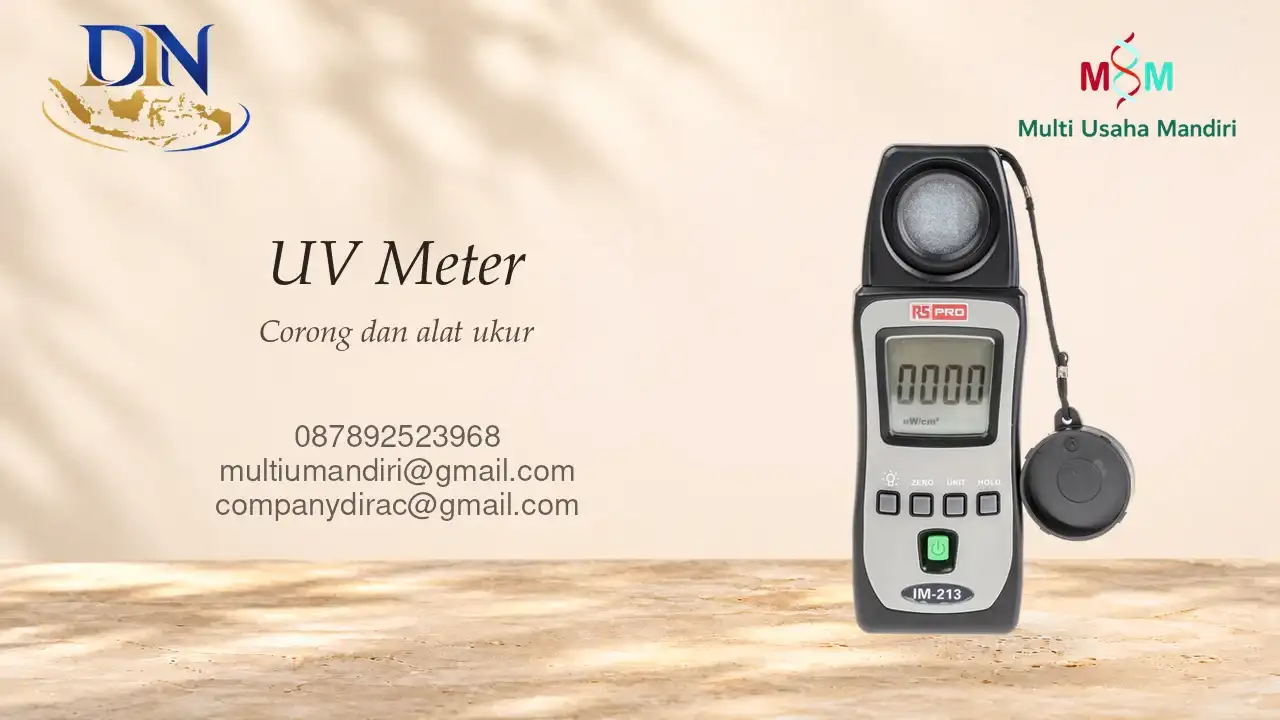 DIN
MSM
Multi Usaha Mandiri
UV Meter
Corong dan alat ukur
087892523968
multiumandiri@gmail.com
companydirac@gmail.com
RS PRO
0000
uW/cm²
ZERO UNIT HOLD
IM-213